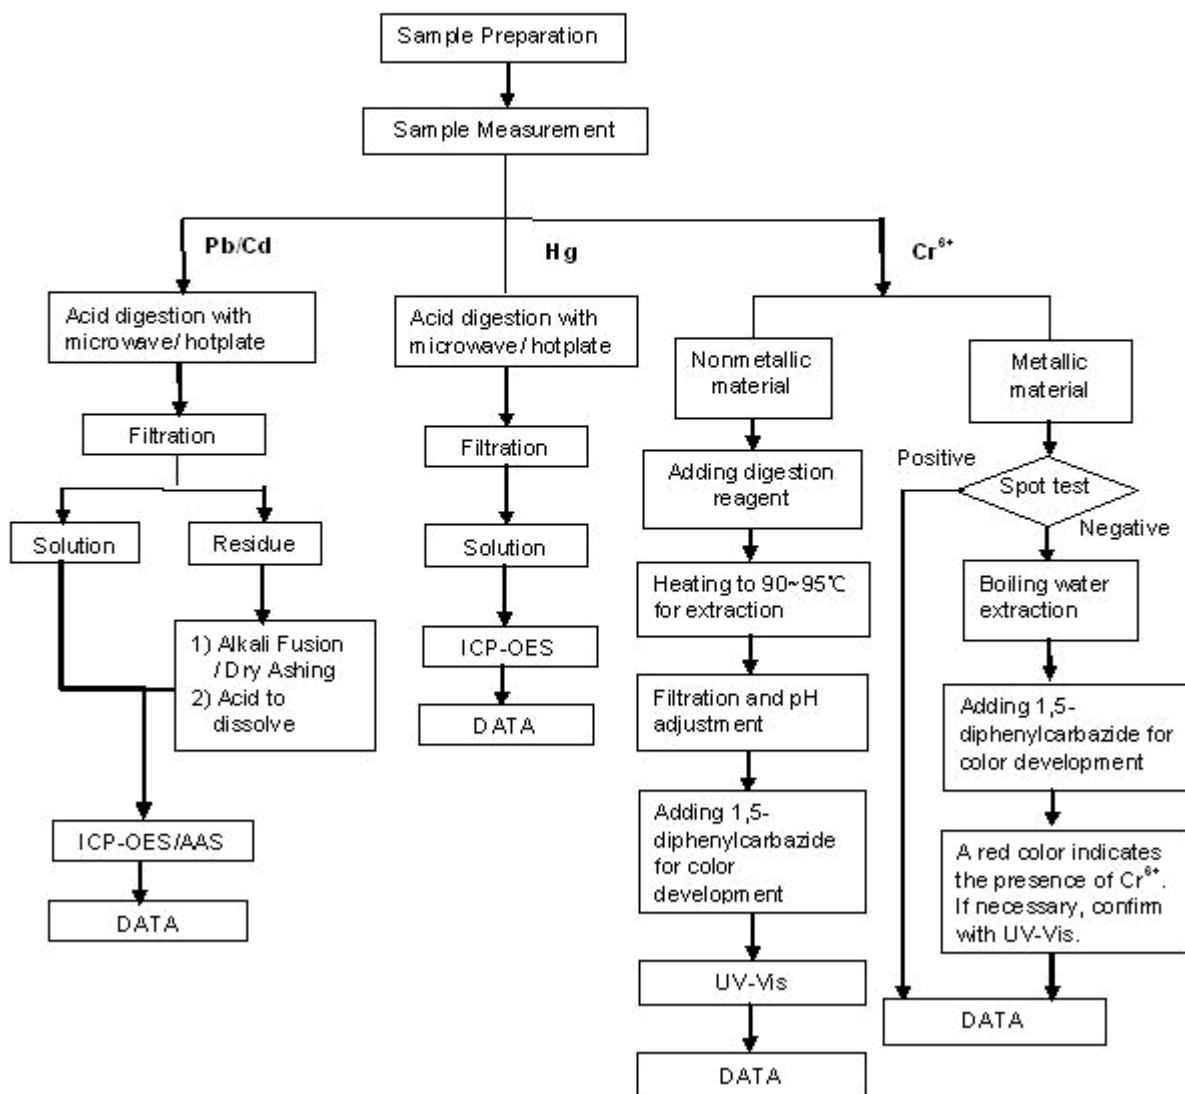 Sample Preparation
Sample Measurement
Pb/Cd
Hg
Cr⁶⁺
Acid digestion with
microwave/ hotplate
Filtration
Solution
Residue
1) Alkali Fusion
/ Dry Ashing
2) Acid to
dissolve
ICP-OES/AAS
DATA
Acid digestion with
microwave/ hotplate
Filtration
Solution
ICP-OES
DATA
Nonmetallic
material
Adding digestion
reagent
Heating to 90~95℃
for extraction
Filtration and pH
adjustment
Adding 1,5-
diphenylcarbazide
for color
development
UV-Vis
DATA
Metallic
material
Spot test
Positive
Negative
Boiling water
extraction
Adding 1,5-
diphenylcarbazide for
color development
A red color indicates
the presence of Cr⁶⁺.
If necessary, confirm
with UV-Vis.
DATA